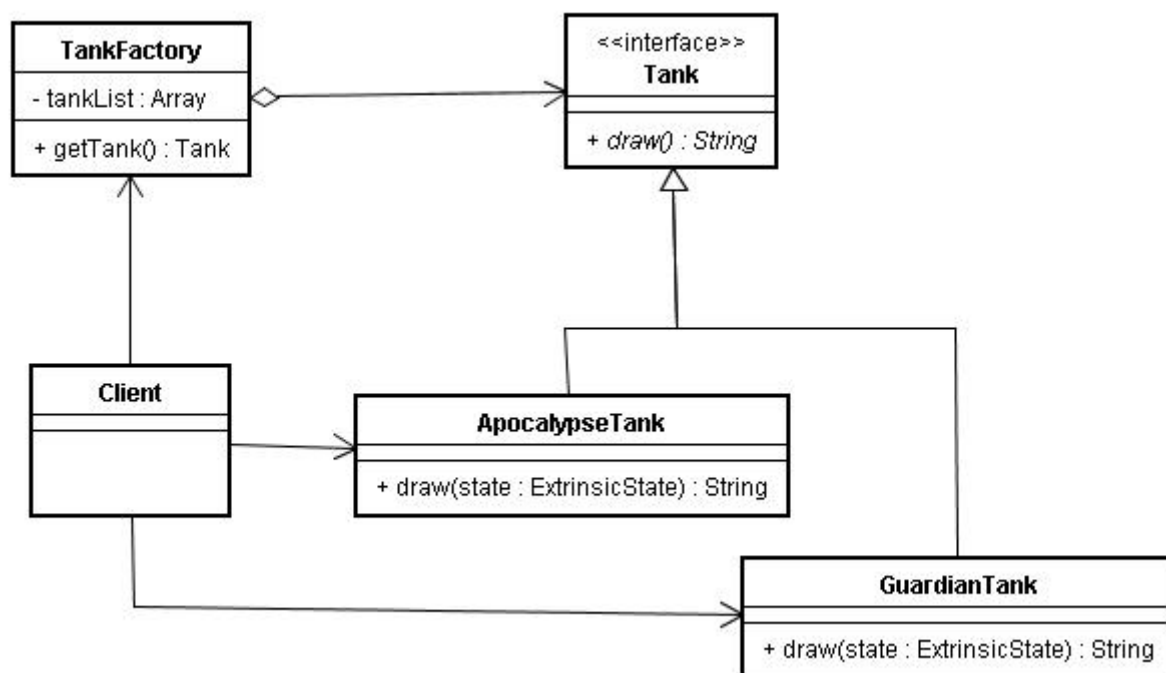 TankFactory
- tankList : Array
+ getTank() : Tank
<<interface>>
Tank
+ draw() : String
Client
ApocalypseTank
+ draw(state : ExtrinsicState) : String
GuardianTank
+ draw(state : ExtrinsicState) : String